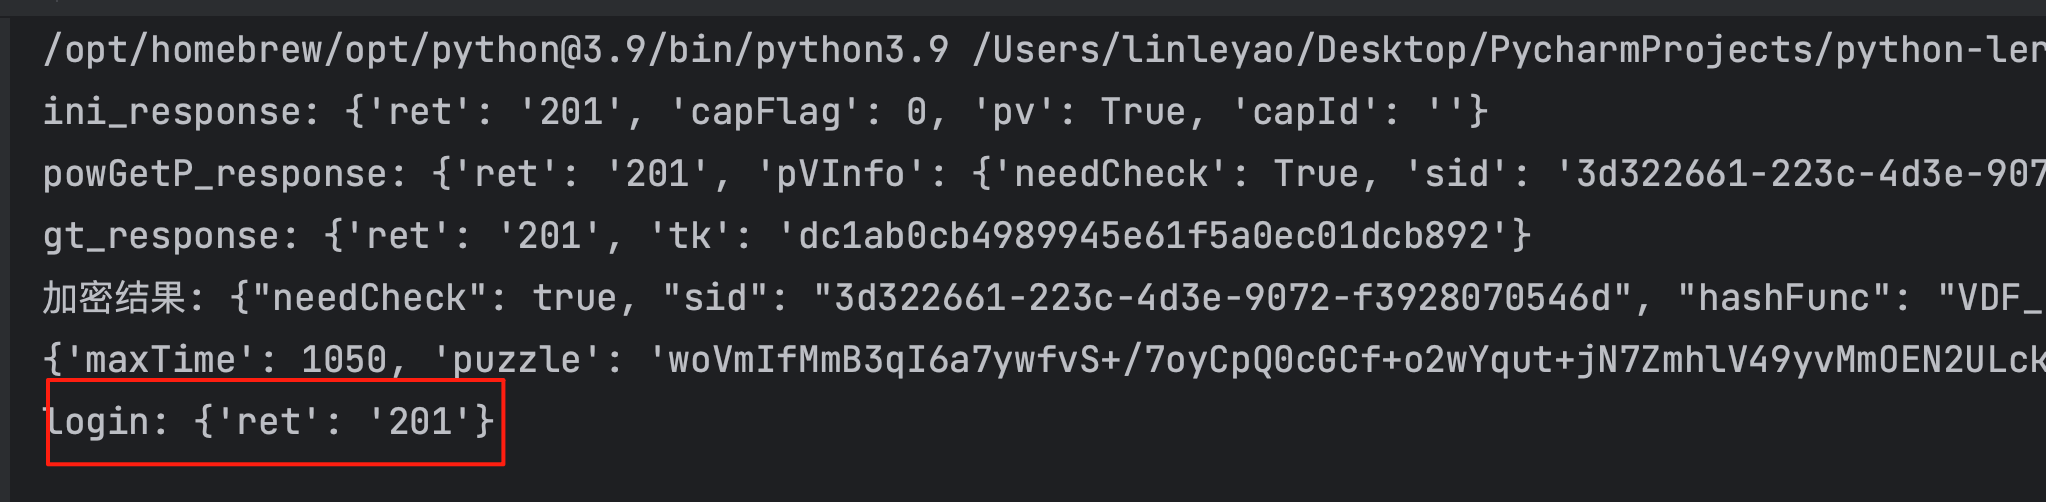 /opt/homebrew/opt/python@3.9/bin/python3.9 /Users/linleyao/Desktop/PycharmProjects/python-ler
ini_response: {'ret': '201', 'capFlag': 0, 'pv': True, 'capId': ''}
powGetP_response: {'ret': '201', 'pVInfo': {'needCheck': True, 'sid': '3d322661-223c-4d3e-907
gt_response: {'ret': '201', 'tk': 'dc1ab0cb4989945e61f5a0ec01dcb892'}
加密结果: {"needCheck": true, "sid": "3d322661-223c-4d3e-9072-f3928070546d", "hashFunc": "VDF_
{'maxTime': 1050, 'puzzle': 'woVmIfMmB3qI6a7ywfvS+/7oyCpQ0cGCf+o2wYqut+jN7ZmhlV49yvMmOEN2ULck
login: {'ret': '201'}